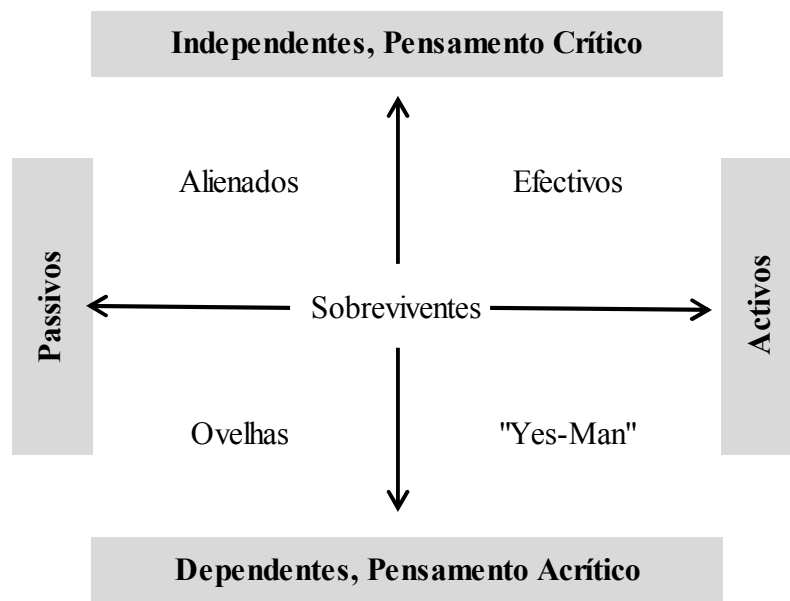 Independentes, Pensamento Crítico
Alienados
Efectivos
Passivos
Sobreviventes
Activos
Ovelhas
"Yes-Man"
Dependentes, Pensamento Acrítico